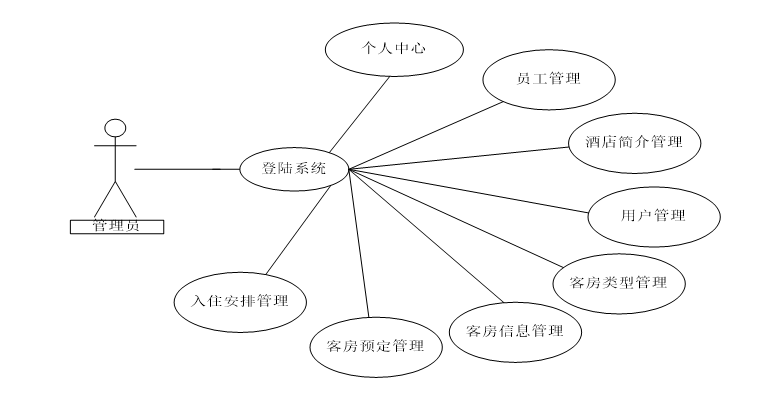 个人中心
员工管理
酒店简介管理
登陆系统
用户管理
管理员
客房类型管理
入住安排管理
客房信息管理
客房预定管理